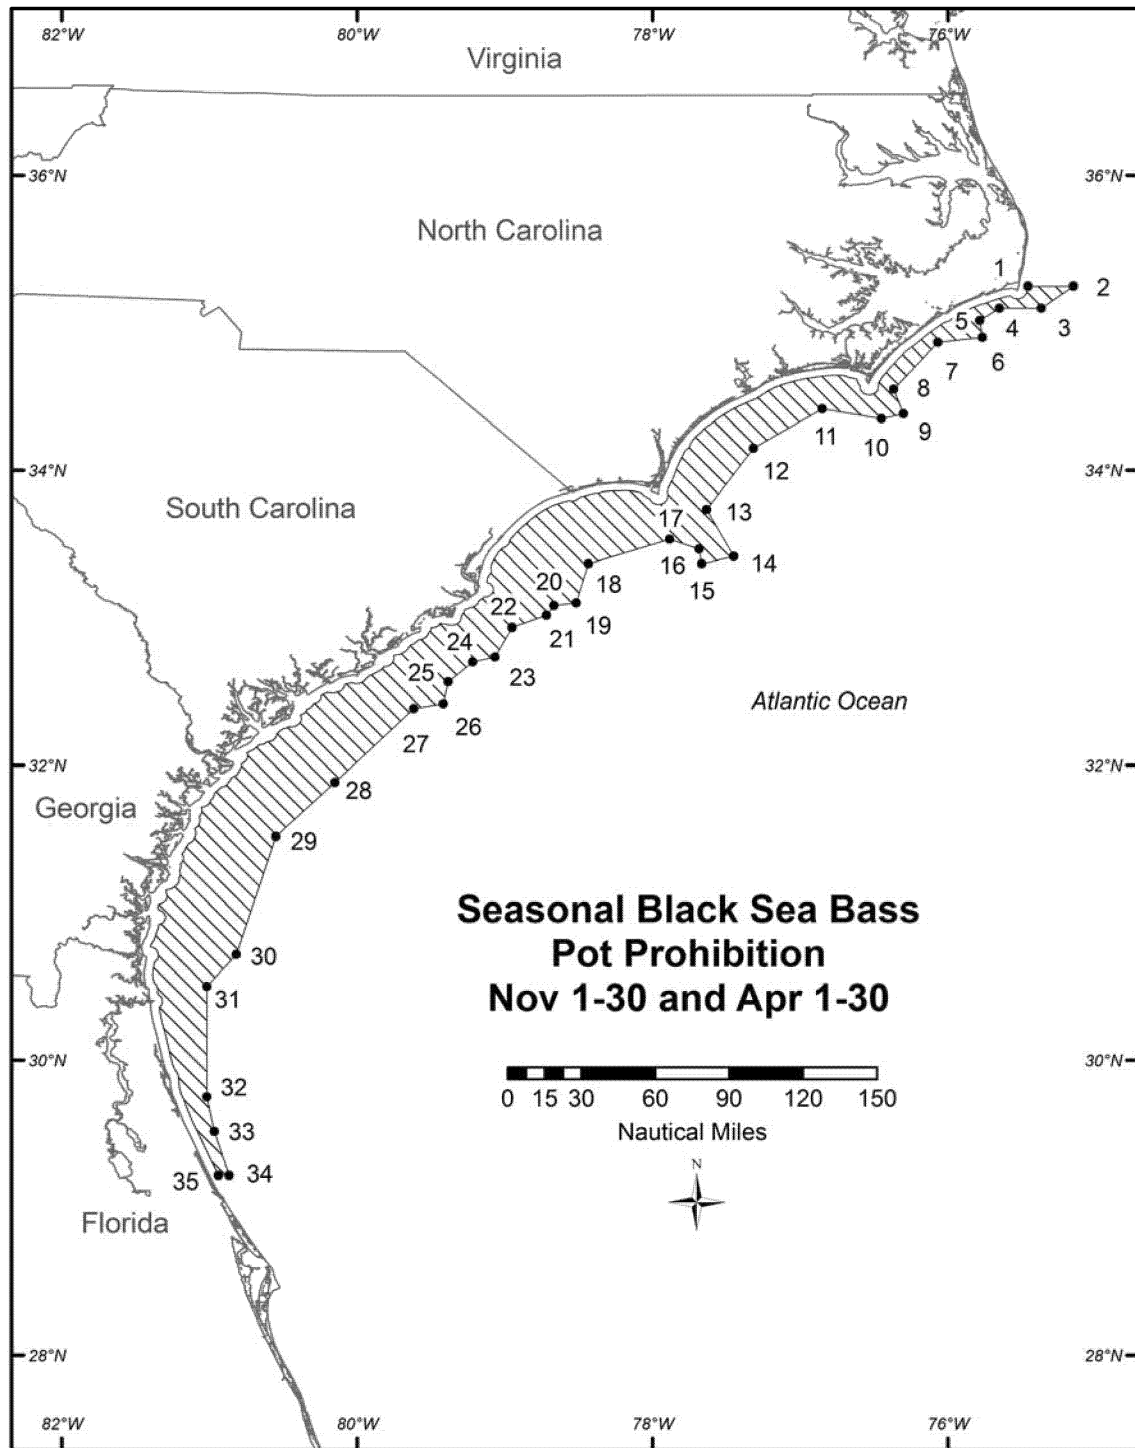 82°W 80°W 78°W 76°W
Virginia
36°N 36°N
North Carolina
1 2
5 4 3
6
7
8
9
11 10
12
34°N 34°N
South Carolina
13
17
16 14
18 15
20
22 19
21
24
23
25
26
27
Atlantic Ocean
32°N 32°N
28
Georgia
29
Seasonal Black Sea Bass
Pot Prohibition
Nov 1-30 and Apr 1-30
30
31
30°N 30°N
32
0 15 30 60 90 120 150
Nautical Miles
33
N
35 34
Florida
28°N 28°N
82°W 80°W 78°W 76°W